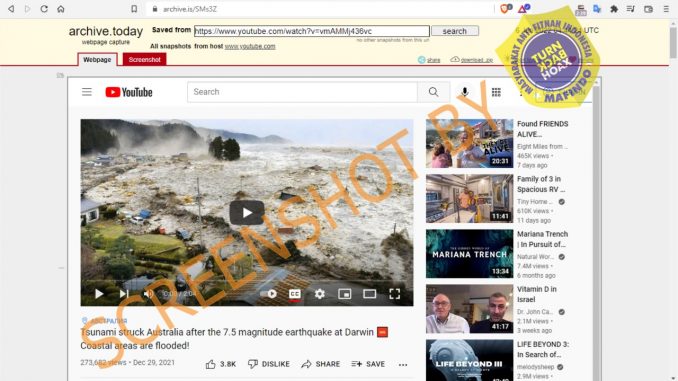 archive.is/SMs3Z
archive.today
webpage capture
Saved from
https://www.youtube.com/watch?v=vmAMMj436vc
search
UTC
no other snapshots from this url
All snapshots from host www.youtube.com
Webpage
Screenshot
share
download .zip
MASYARAKAT ANTI FITNAH INDONESIA
TURN
BACK
HOAX
MAFINDO
YouTube
Search
SCREENSHOT BY
0:03 / 2:04
CC
АВСТРАЛИЯ
Tsunami struck Australia after the 7.5 magnitude earthquake at Darwin
Coastal areas are flooded!
273,682 views • Dec 29, 2021
3.8K
DISLIKE
SHARE
SAVE
THEY'RE
ALIVE
20:31
Found FRIENDS
ALIVE...
Eight Miles from ...
465K views •
7 days ago
11:41
Family of 3 in
Spacious RV ...
Tiny Home ...
610K views •
11 days ago
MARIANA TRENCH
13:34
Mariana Trench
| In Pursuit of...
Natural Wor...
7.4M views •
6 months ago
41:17
Vitamin D in
Israel
Dr. John Ca...
2.1M views •
3 weeks ago
LIFE BEYOND III
LIFE BEYOND 3:
In Search of...
melodysheep
2.9M views •